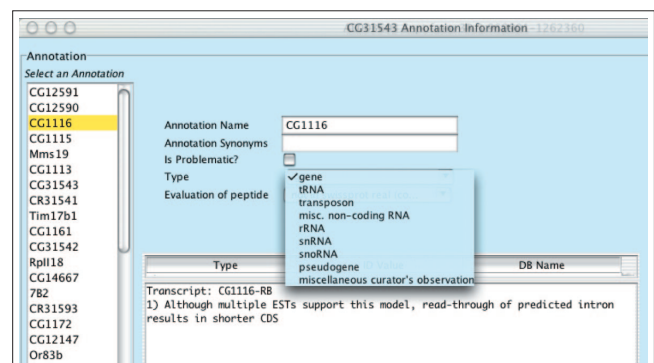 CG31543 Annotation Information
Annotation
Select an Annotation
CG12591
CG12590
CG1116
CG1115
Mms19
CG1113
CG31543
CR31541
Tim17b1
CG1161
CG31542
RpII18
CG14667
7B2
CR31593
CG1172
CG12147
Or83b
Annotation Name CG1116
Annotation Synonyms
Is Problematic?
Type
Evaluation of peptide
✓gene
tRNA
transposon
misc. non-coding RNA
rRNA
snRNA
snoRNA
pseudogene
miscellaneous curator's observation
Type DB Name
Transcript: CG1116-RB
1) Although multiple ESTs support this model, read-through of predicted intron
results in shorter CDS